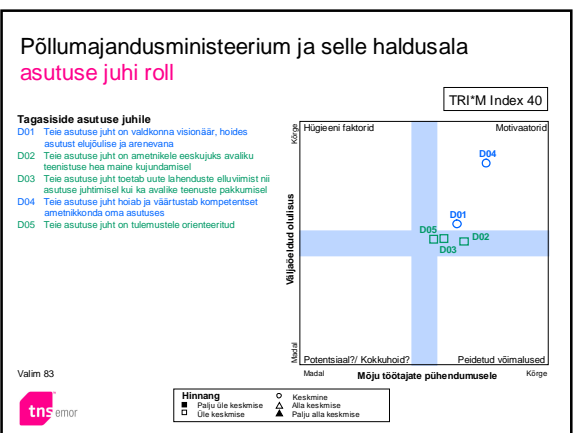 Põllumajandusministeerium ja selle haldusala
asutuse juhi roll
TRI*M Index 40
Tagasiside asutuse juhile
D01 Teie asutuse juht on valdkonna visionäär, hoides
asutust elujõulise ja arenevana
D02 Teie asutuse juht on ametnikele eeskujuks avaliku
teenistuse hea maine kujundamisel
D03 Teie asutuse juht toetab uute lahenduste elluviimist nii
asutuse juhtimisel kui ka avalike teenuste pakkumisel
D04 Teie asutuse juht hoiab ja väärtustab kompetentset
ametnikkonda oma asutuses
D05 Teie asutuse juht on tulemustele orienteeritud
Kõrge
Hügieeni faktorid
Motivaatorid
D04
D01
D05
D02
D03
Väljaöeldud olulisus
Madal
Potentsiaal?/ Kokkuhoid?
Peidetud võimalused
Madal
Mõju töötajate pühendumusele
Kõrge
Valim 83
Hinnang
Palju üle keskmise
Üle keskmise
Keskmine
Alla keskmise
Palju alla keskmise
tns emor